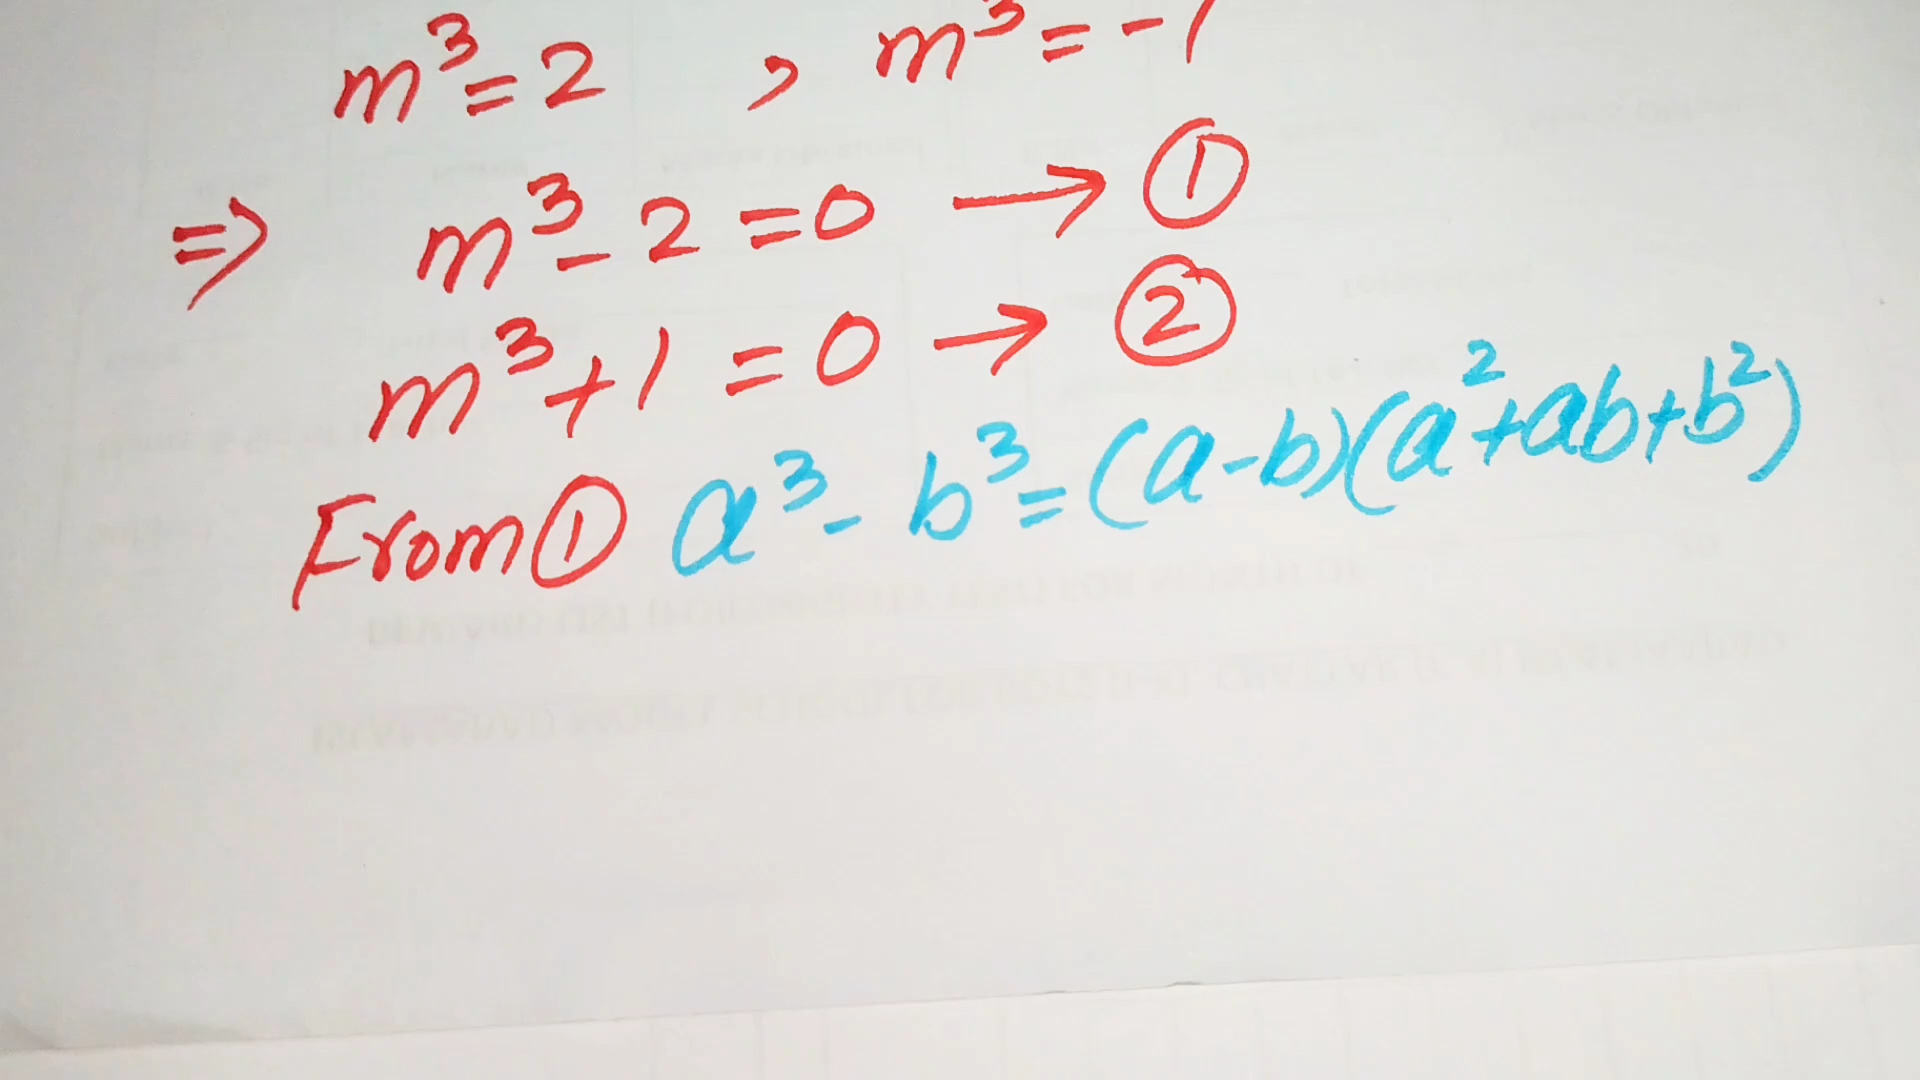 m³=2 , m³=-1
⇒ m³-2=0 → ①
m³+1=0 → ②
From ① a³-b³=(a-b)(a²+ab+b²)